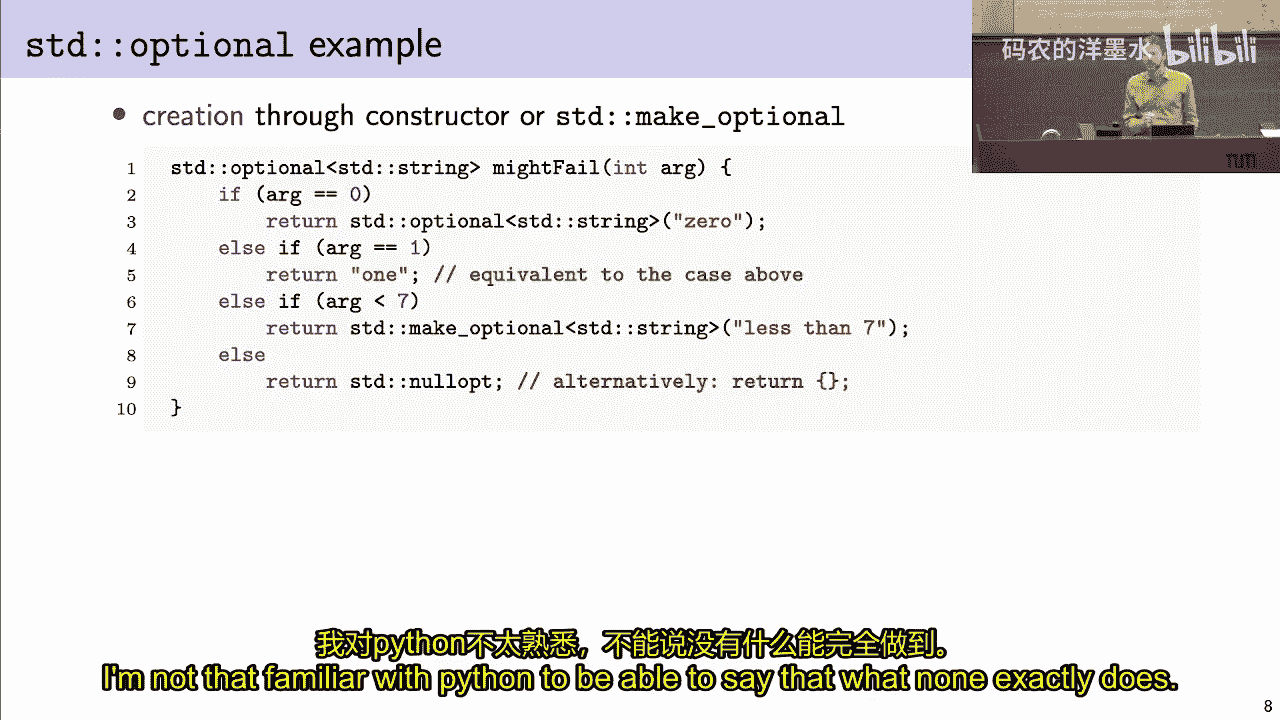 std::optional example
码农的洋墨水 bilibili
TUM
• creation through constructor or std::make_optional
1 std::optional<std::string> mightFail(int arg) {
2 if (arg == 0)
3 return std::optional<std::string>("zero");
4 else if (arg == 1)
5 return "one"; // equivalent to the case above
6 else if (arg < 7)
7 return std::make_optional<std::string>("less than 7");
8 else
9 return std::nullopt; // alternatively: return {};
10 }
我对python不太熟悉，不能说没有什么能完全做到。
I'm not that familiar with python to be able to say that what none exactly does.
8